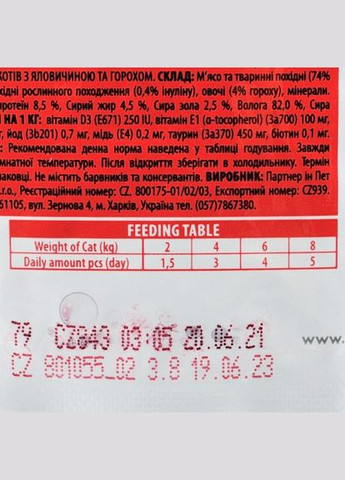 КОТІВ З ЯЛОВИЧИНОЮ ТА ГОРОХОМ. СКЛАД: М'ясо та тваринні похідні (74%
хідні рослинного походження (0,4% інуліну), овочі (4% гороху), мінерали.
ротеїн 8,5 %, Сирий жир 4,5 %, Сира зола 2,5 %, Волога 82,0 %
І НА 1 КГ: вітамін D3 (E671) 250 IU, вітамін E1 (α-tocopherol) (3a700) 100 мг,
г, йод (3b201) 0,7 мг, мідь (E4) 0,2 мг, таурин (3a370) 450 мг, біотин 0,1 мг.
: Рекомендована денна норма наведена у таблиці годування. Завжди
імнатної температури. Після відкриття зберігати в холодильнику. Термін
аковані. Не містить барвників та консервантів. ВИРОБНИК: Партнер ін Пет
r.o., Реєстраційний номер: CZ. 800175-01/02/03, Експортний номер: CZ939.
61105, вул. Зернова 4, м. Харків, Україна тел. (057)7867380.
FEEDING TABLE
Weight of Cat (kg) 2 4 6 8
Daily amount pcs (day) 1,5 3 4 5
79 CZ843 03:05 20.06.21
www.
CZ 801055_02 3.8 19.06.23